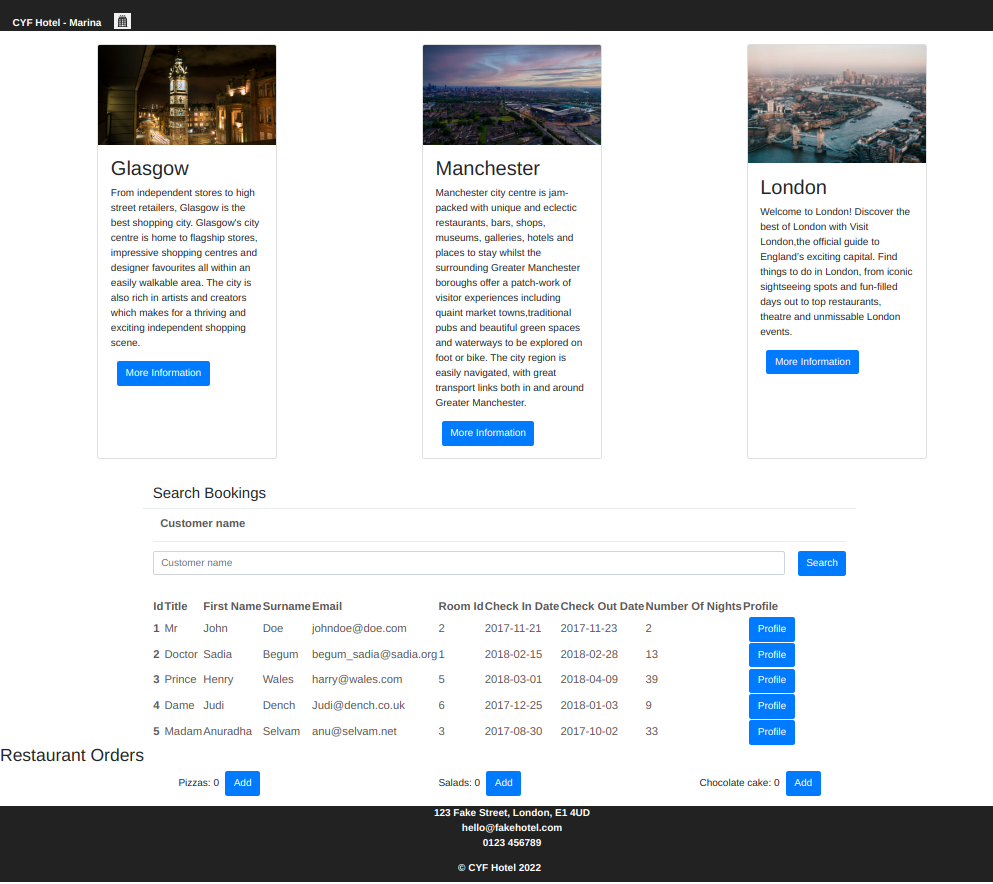 CYF Hotel - Marina
Glasgow
From independent stores to high
street retailers, Glasgow is the
best shopping city. Glasgow's city
centre is home to flagship stores,
impressive shopping centres and
designer favourites all within an
easily walkable area. The city is
also rich in artists and creators
which makes for a thriving and
exciting independent shopping
scene.
More Information
Manchester
Manchester city centre is jam-
packed with unique and eclectic
restaurants, bars, shops,
museums, galleries, hotels and
places to stay whilst the
surrounding Greater Manchester
boroughs offer a patch-work of
visitor experiences including
quaint market towns,traditional
pubs and beautiful green spaces
and waterways to be explored on
foot or bike. The city region is
easily navigated, with great
transport links both in and around
Greater Manchester.
More Information
London
Welcome to London! Discover the
best of London with Visit
London,the official guide to
England's exciting capital. Find
things to do in London, from iconic
sightseeing spots and fun-filled
days out to top restaurants,
theatre and unmissable London
events.
More Information
Search Bookings
Customer name
Customer name Search
Id Title First Name Surname Email Room Id Check In Date Check Out Date Number Of Nights Profile
1 Mr John Doe johndoe@doe.com 2 2017-11-21 2017-11-23 2 Profile
2 Doctor Sadia Begum begum_sadia@sadia.org 1 2018-02-15 2018-02-28 13 Profile
3 Prince Henry Wales harry@wales.com 5 2018-03-01 2018-04-09 39 Profile
4 Dame Judi Dench Judi@dench.co.uk 6 2017-12-25 2018-01-03 9 Profile
5 Madam Anuradha Selvam anu@selvam.net 3 2017-08-30 2017-10-02 33 Profile
Restaurant Orders
Pizzas: 0 Add Salads: 0 Add Chocolate cake: 0 Add
123 Fake Street, London, E1 4UD
hello@fakehotel.com
0123 456789
© CYF Hotel 2022